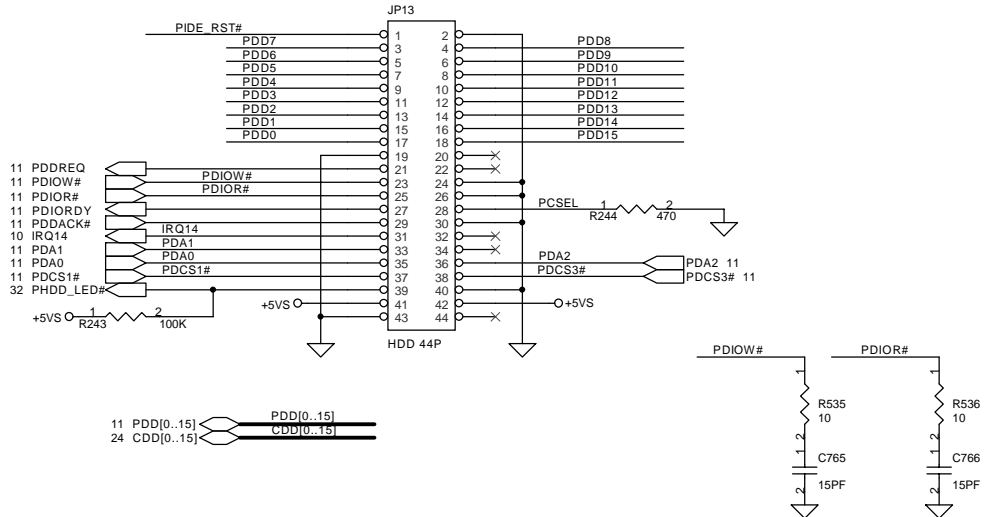 JP13
PIDE_RST# 1 2
PDD7 3 4 PDD8
PDD6 5 6 PDD9
PDD5 7 8 PDD10
PDD4 9 10 PDD11
PDD3 11 12 PDD12
PDD2 13 14 PDD13
PDD1 15 16 PDD14
PDD0 17 18 PDD15
19 20
11 PDDREQ 21 22
11 PDIOW# PDIOW# 23 24
11 PDIOR# PDIOR# 25 26
11 PDIORDY 27 28 PCSEL 1 2
R244 470
11 PDDACK# 29 30
10 IRQ14 IRQ14 31 32
11 PDA1 PDA1 33 34
11 PDA0 PDA0 35 36 PDA2 PDA2 11
11 PDCS1# PDCS1# 37 38 PDCS3# PDCS3# 11
32 PHDD_LED# 39 40
+5VS 41 42 +5VS
+5VS 1 2 43 44
R243 100K
HDD 44P
PDIOW# PDIOR#
1 1
R535 R536
10 10
2 2
1 1
C765 C766
15PF 15PF
2 2
11 PDD[0..15] PDD[0..15]
24 CDD[0..15] CDD[0..15]